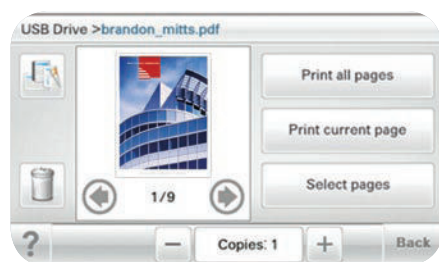 USB Drive >brandon_mitts.pdf
Print all pages
Print current page
1/9
Select pages
?
− Copies: 1 +
Back